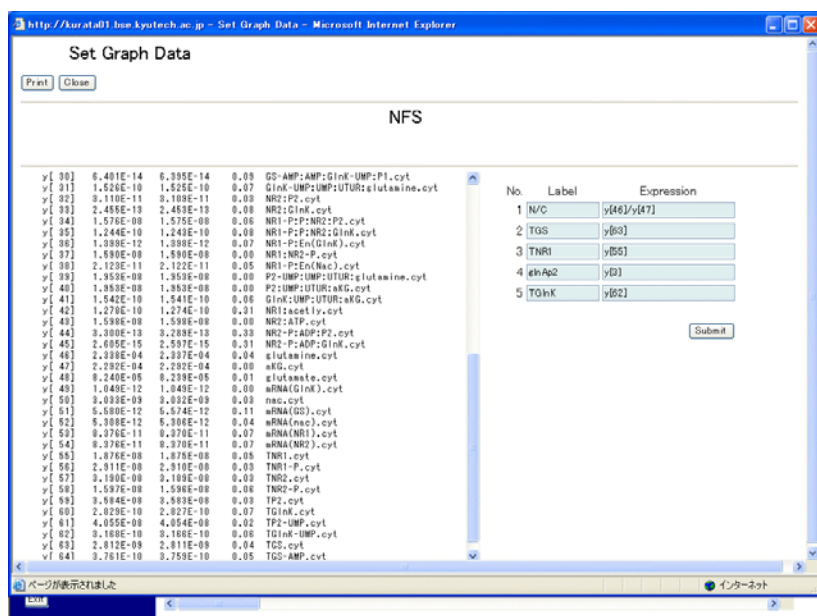 http://kurata01.bse.kyutech.ac.jp - Set Graph Data - Microsoft Internet Explorer
Set Graph Data
Print Close
NFS
y[ 30] 6.401E-14 6.395E-14 0.09 GS-AMP:AMP:GlnK-UMP:P1.cyt
y[ 31] 1.526E-10 1.525E-10 0.07 GlnK-UMP:UMP:UTUR:glutamine.cyt
y[ 32] 3.110E-11 3.109E-11 0.03 NR2:P2.cyt
y[ 33] 2.455E-13 2.453E-13 0.08 NR2:GlnK.cyt
y[ 34] 1.576E-08 1.575E-08 0.06 NR1-P:P:NR2:P2.cyt
y[ 35] 1.244E-10 1.243E-10 0.08 NR1-P:P:NR2:GlnK.cyt
y[ 36] 1.399E-12 1.398E-12 0.07 NR1-P:En(GlnK).cyt
y[ 37] 1.590E-08 1.590E-08 0.00 NR1:NR2-P.cyt
y[ 38] 2.123E-11 2.122E-11 0.05 NR1-P:En(Nac).cyt
y[ 39] 1.953E-08 1.953E-08 0.00 P2-UMP:UMP:UTUR:glutamine.cyt
y[ 40] 1.953E-08 1.953E-08 0.00 P2:UMP:UTUR:aKG.cyt
y[ 41] 1.542E-10 1.541E-10 0.06 GlnK:UMP:UTUR:aKG.cyt
y[ 42] 1.278E-10 1.274E-10 0.31 NR1:acetly.cyt
y[ 43] 1.598E-08 1.598E-08 0.00 NR2:ATP.cyt
y[ 44] 3.300E-13 3.289E-13 0.33 NR2-P:ADP:P2.cyt
y[ 45] 2.605E-15 2.597E-15 0.31 NR2-P:ADP:GlnK.cyt
y[ 46] 2.338E-04 2.337E-04 0.04 glutamine.cyt
y[ 47] 2.292E-04 2.292E-04 0.00 aKG.cyt
y[ 48] 8.240E-05 8.239E-05 0.01 glutamate.cyt
y[ 49] 1.049E-12 1.049E-12 0.00 mRNA(GlnK).cyt
y[ 50] 3.033E-09 3.032E-09 0.03 nac.cyt
y[ 51] 5.580E-12 5.574E-12 0.11 mRNA(GS).cyt
y[ 52] 5.308E-12 5.306E-12 0.04 mRNA(nac).cyt
y[ 53] 8.376E-11 8.370E-11 0.07 mRNA(NR1).cyt
y[ 54] 8.376E-11 8.370E-11 0.07 mRNA(NR2).cyt
y[ 55] 1.876E-08 1.875E-08 0.05 TNR1.cyt
y[ 56] 2.911E-08 2.910E-08 0.03 TNR1-P.cyt
y[ 57] 3.190E-08 3.189E-08 0.03 TNR2.cyt
y[ 58] 1.597E-08 1.596E-08 0.06 TNR2-P.cyt
y[ 59] 3.584E-08 3.583E-08 0.03 TP2.cyt
y[ 60] 2.829E-10 2.827E-10 0.07 TGlnK.cyt
y[ 61] 4.055E-08 4.054E-08 0.02 TP2-UMP.cyt
y[ 62] 3.168E-10 3.166E-10 0.06 TGlnK-UMP.cyt
y[ 63] 2.812E-09 2.811E-09 0.04 TGS.cyt
y[ 64] 3.761E-10 3.759E-10 0.05 TGS-AMP.cyt
No. Label Expression
1 N/C y[46]/y[47]
2 TGS y[63]
3 TNR1 y[55]
4 glnAp2 y[3]
5 TGlnK y[62]
Submit
ページが表示されました
インターネット
Exit